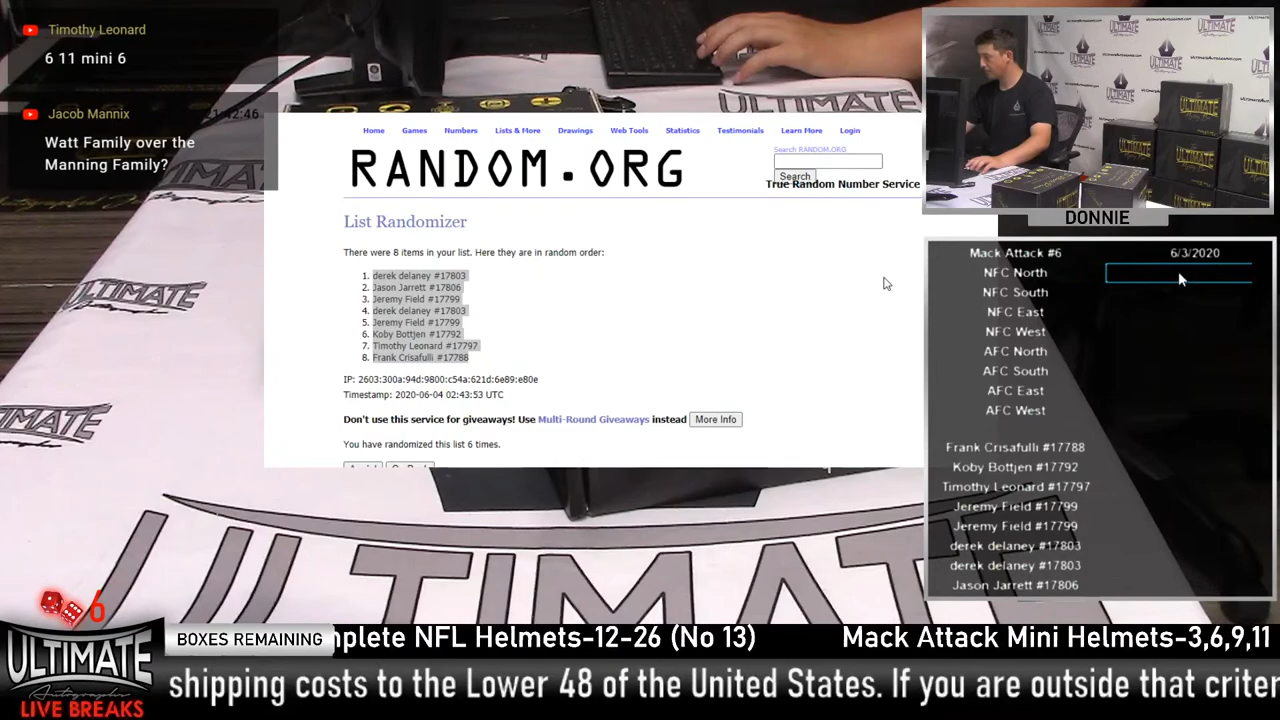 Timothy Leonard
6 11 mini 6
Jacob Mannix
Watt Family over the
Manning Family?
Home Games Numbers Lists & More Drawings Web Tools Statistics Testimonials Learn More Login
RANDOM.ORG
Search RANDOM.ORG
Search
True Random Number Service
List Randomizer
There were 8 items in your list. Here they are in random order:
1. derek delaney #17803
2. Jason Jarrett #17806
3. Jeremy Field #17799
4. derek delaney #17803
5. Jeremy Field #17799
6. Koby Bottjen #17792
7. Timothy Leonard #17797
8. Frank Crisafulli #17788
IP: 2603:300a:94d:9800:c54a:621d:6e89:e80e
Timestamp: 2020-06-04 02:43:53 UTC
Don't use this service for giveaways! Use Multi-Round Giveaways instead More Info
You have randomized this list 6 times.
ULTIMATE
ULTIMATE
ULTIMATE
DONNIE
Mack Attack #6 6/3/2020
NFC North
NFC South
NFC East
NFC West
AFC North
AFC South
AFC East
AFC West
Frank Crisafulli #17788
Koby Bottjen #17792
Timothy Leonard #17797
Jeremy Field #17799
Jeremy Field #17799
derek delaney #17803
derek delaney #17803
Jason Jarrett #17806
ULTIMATE
6
ULTIMATE
Autographs
LIVE BREAKS
BOXES REMAINING
mplete NFL Helmets-12-26 (No 13) Mack Attack Mini Helmets-3,6,9,11
shipping costs to the Lower 48 of the United States. If you are outside that criter